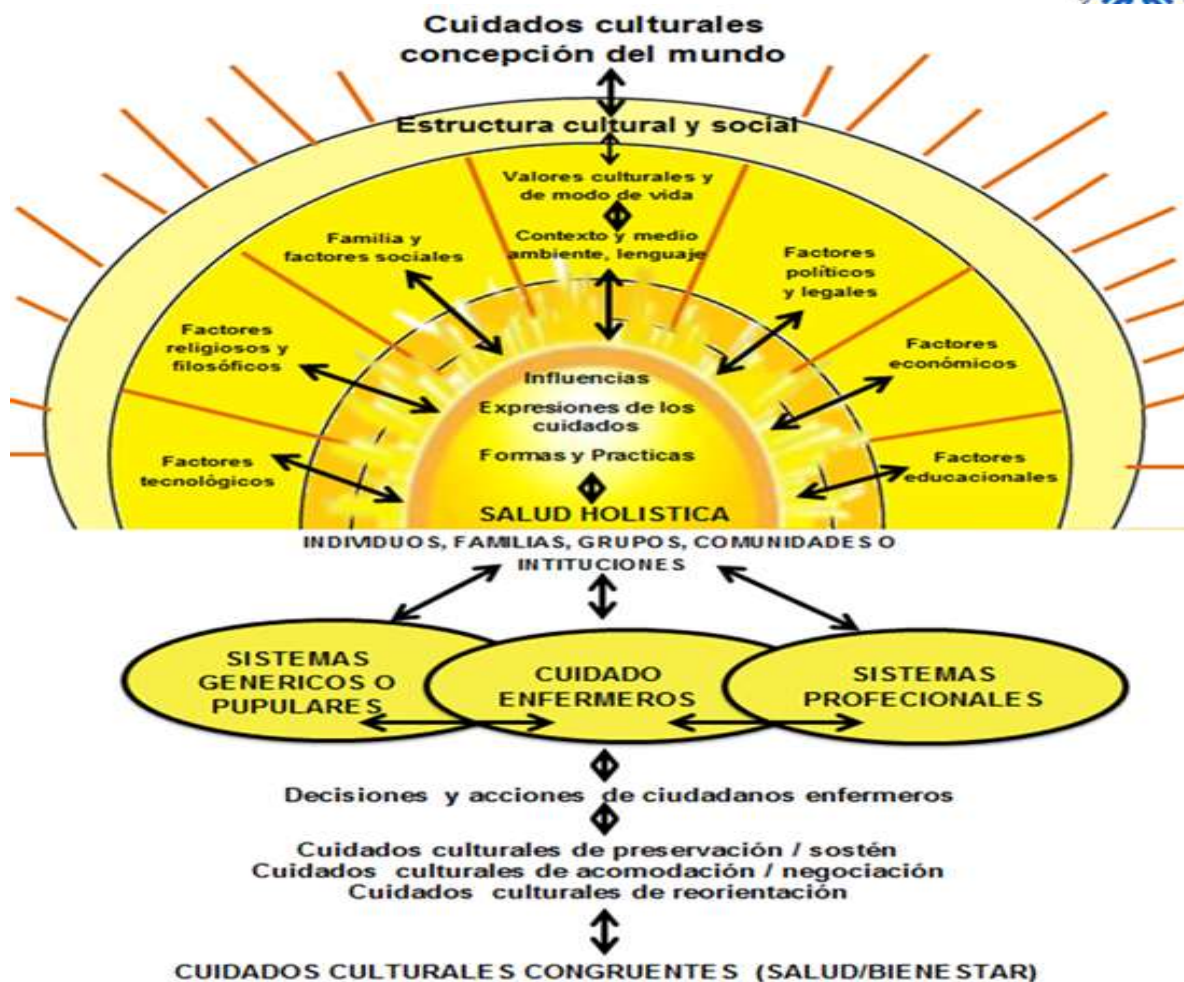 Cuidados culturales
concepción del mundo
Estructura cultural y social
Valores culturales y
de modo de vida
Contexto y medio
ambiente, lenguaje
Familia y
factores sociales
Factores
políticos
y legales
Factores
religiosos y
filosóficos
Factores
económicos
Factores
tecnológicos
Factores
educacionales
Influencias
Expresiones de los
cuidados
Formas y Practicas
SALUD HOLISTICA
INDIVIDUOS, FAMILIAS, GRUPOS, COMUNIDADES O
INTITUCIONES
SISTEMAS
GENERICOS O
PUPULARES
CUIDADO
ENFERMEROS
SISTEMAS
PROFECIONALES
Decisiones y acciones de ciudadanos enfermeros
Cuidados culturales de preservación / sostén
Cuidados culturales de acomodación / negociación
Cuidados culturales de reorientación
CUIDADOS CULTURALES CONGRUENTES (SALUD/BIENESTAR)